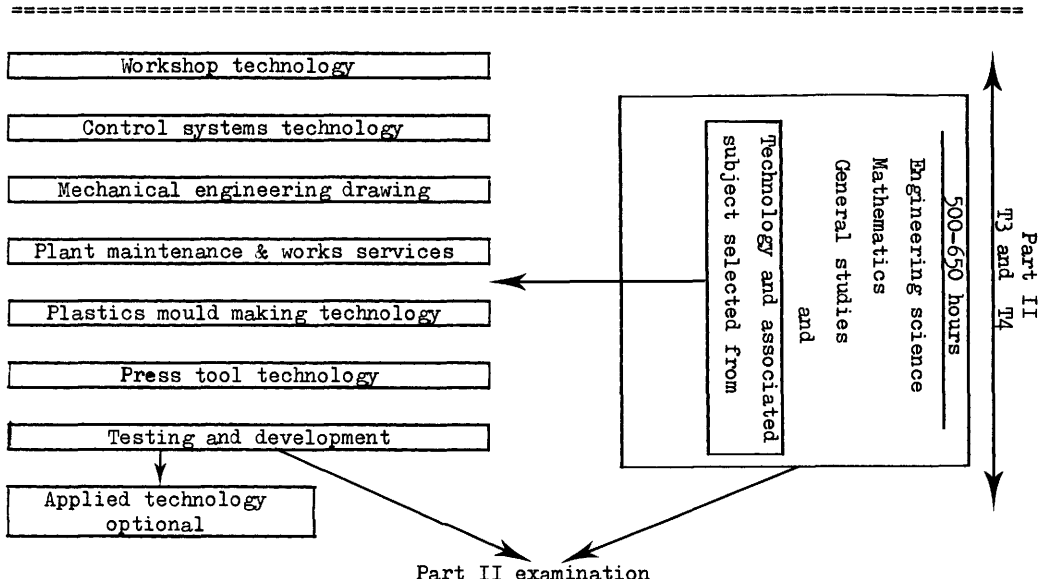 Workshop technology
Control systems technology
Mechanical engineering drawing
Plant maintenance & works services
Plastics mould making technology
Press tool technology
Testing and development
Applied technology
optional
Part II
T3 and T4
500-650 hours
Engineering science
Mathematics
General studies
and
Technology and associated
subject selected from
Part II examination